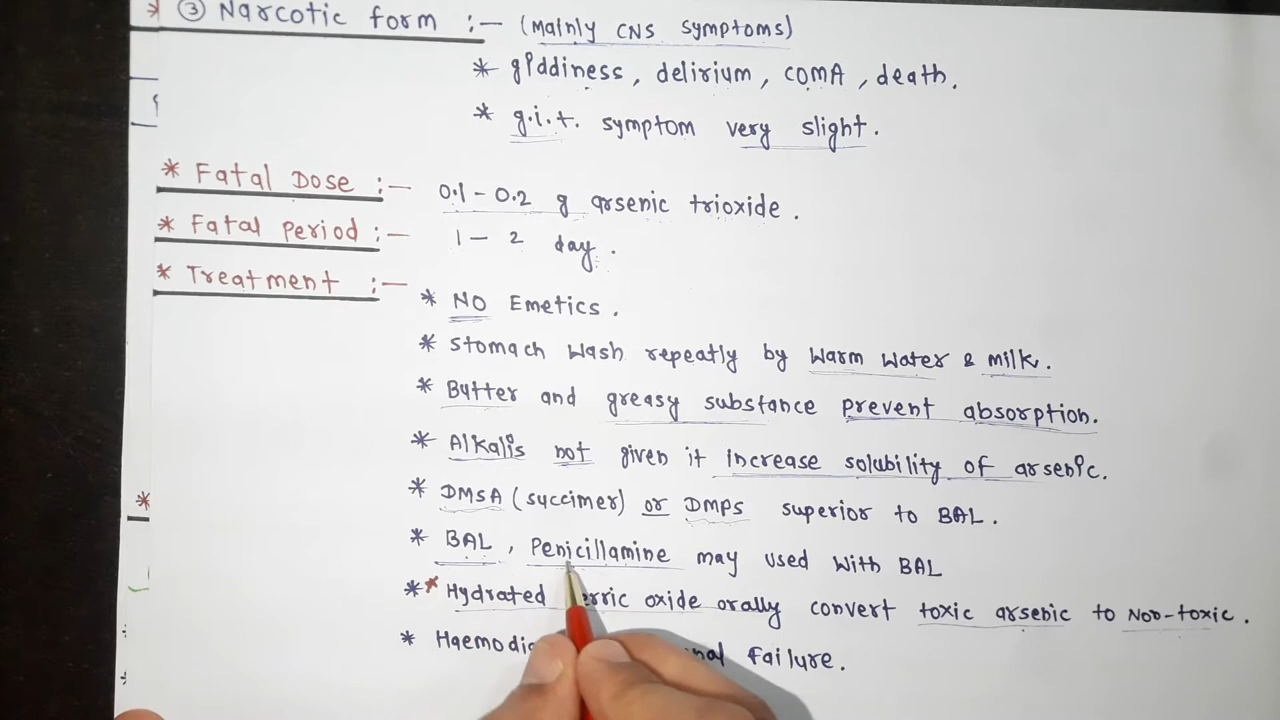 * ③ Narcotic form :— (Mainly CNS symptoms)
* giddiness, delirium, COMA, death.
* g.i.t. symptom very slight.
* Fatal Dose :— 0.1 - 0.2 g arsenic trioxide.
* Fatal Period :— 1 - 2 day.
* Treatment :—
* NO Emetics.
* Stomach Wash repeatly by Warm Water & milk.
* Butter and greasy substance prevent absorption.
* Alkalis not given it increase solubility of arsenic.
* DMSA (succimer) or DMPS superior to BAL.
* BAL, Penicillamine may used with BAL
* * Hydrated oxide orally convert toxic arsenic to Non-toxic.
* failure.